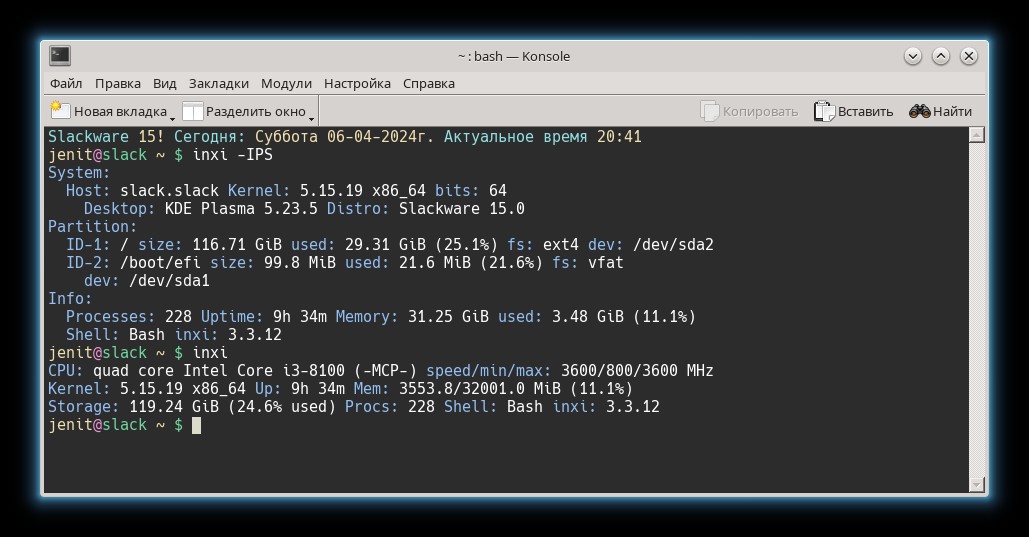 ~ : bash — Konsole
Файл Правка Вид Закладки Модули Настройка Справка
Новая вкладка Разделить окно Копировать Вставить Найти
Slackware 15! Сегодня: Суббота 06-04-2024г. Актуальное время 20:41
jenit@slack ~ $ inxi -IPS
System:
Host: slack.slack Kernel: 5.15.19 x86_64 bits: 64
Desktop: KDE Plasma 5.23.5 Distro: Slackware 15.0
Partition:
ID-1: / size: 116.71 GiB used: 29.31 GiB (25.1%) fs: ext4 dev: /dev/sda2
ID-2: /boot/efi size: 99.8 MiB used: 21.6 MiB (21.6%) fs: vfat
dev: /dev/sda1
Info:
Processes: 228 Uptime: 9h 34m Memory: 31.25 GiB used: 3.48 GiB (11.1%)
Shell: Bash inxi: 3.3.12
jenit@slack ~ $ inxi
CPU: quad core Intel Core i3-8100 (-MCP-) speed/min/max: 3600/800/3600 MHz
Kernel: 5.15.19 x86_64 Up: 9h 34m Mem: 3553.8/32001.0 MiB (11.1%)
Storage: 119.24 GiB (24.6% used) Procs: 228 Shell: Bash inxi: 3.3.12
jenit@slack ~ $